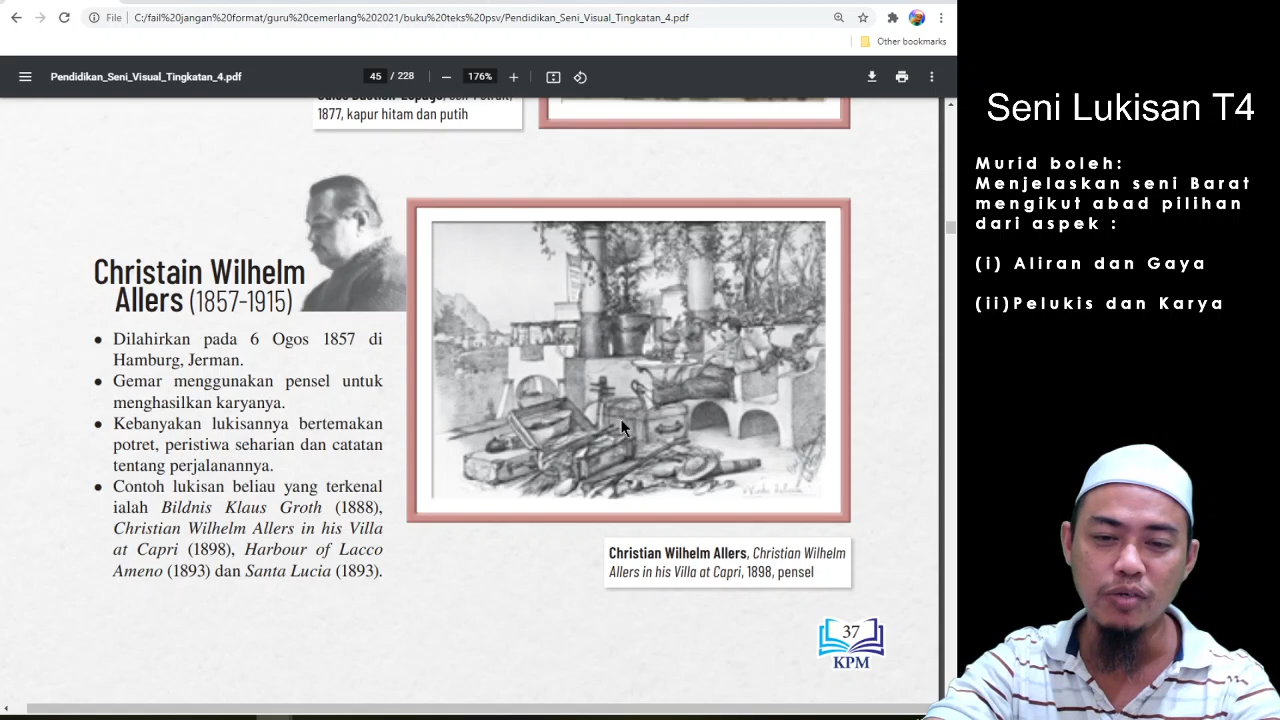 File
C:/fail%20jangan%20format/guru%20cemerlang%202021/buku%20teks%20psv/Pendidikan_Seni_Visual_Tingkatan_4.pdf
Other bookmarks
Pendidikan_Seni_Visual_Tingkatan_4.pdf
45 / 228
176%
1877, kapur hitam dan putih
Christain Wilhelm
Allers (1857-1915)
• Dilahirkan pada 6 Ogos 1857 di
Hamburg, Jerman.
• Gemar menggunakan pensel untuk
menghasilkan karyanya.
• Kebanyakan lukisannya bertemakan
potret, peristiwa seharian dan catatan
tentang perjalanannya.
• Contoh lukisan beliau yang terkenal
ialah Bildnis Klaus Groth (1888),
Christian Wilhelm Allers in his Villa
at Capri (1898), Harbour of Lacco
Ameno (1893) dan Santa Lucia (1893).
Christian Wilhelm Allers, Christian Wilhelm
Allers in his Villa at Capri, 1898, pensel
37
KPM
Seni Lukisan T4
Murid boleh:
Menjelaskan seni Barat
mengikut abad pilihan
dari aspek :
(i) Aliran dan Gaya
(ii)Pelukis dan Karya